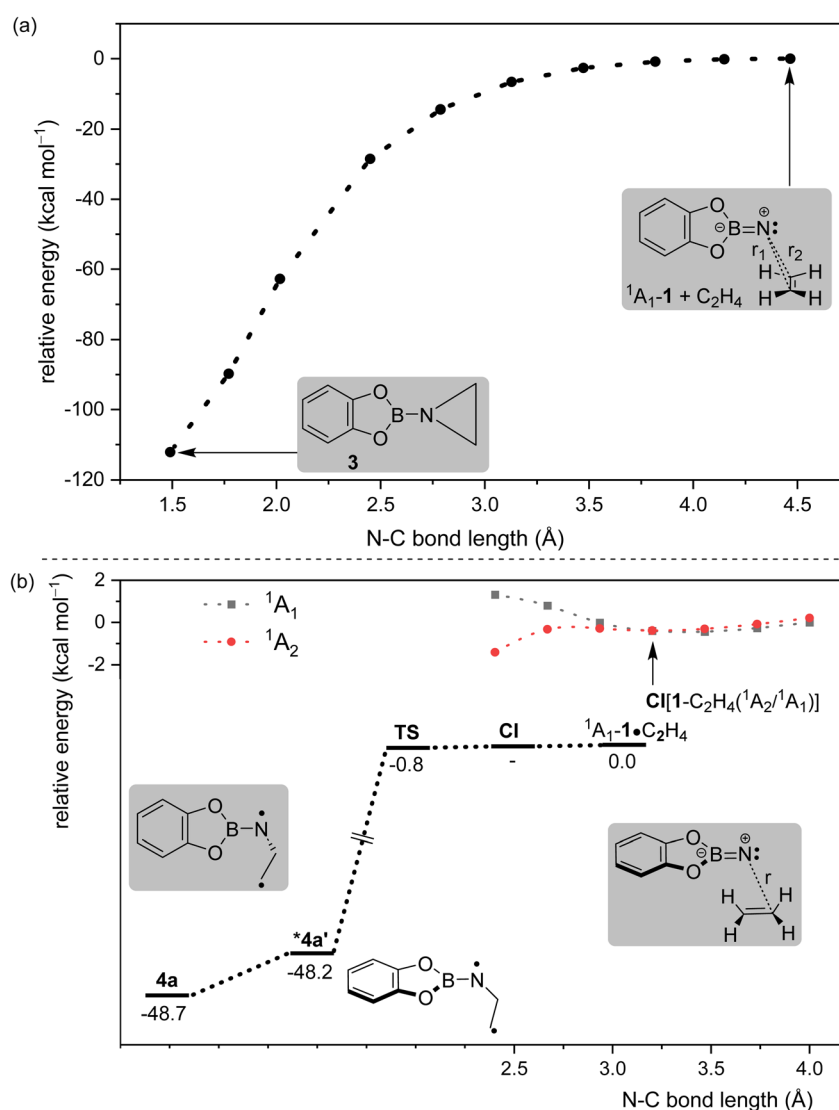 (a)
0
-20
-40
-60
-80
-100
-120
relative energy (kcal mol⁻¹)
O
B
⊖
=
N
⊕
:
O
r₁
r₂
H
H
H
H
¹A₁-1 + C₂H₄
O
B
N
O
3
1.5 2.0 2.5 3.0 3.5 4.0 4.5
N-C bond length (Å)
(b)
2
0
-2
relative energy (kcal mol⁻¹)
¹A₁
¹A₂
CI[1-C₂H₄(¹A₂/¹A₁)]
TS
CI
¹A₁-1•C₂H₄
-0.8
-
0.0
O
B
N
O
O
B
⊖
=
N
⊕
:
O
r
H
H
H
H
*4a'
-48.2
4a
-48.7
O
B
N
O
2.5 3.0 3.5 4.0
N-C bond length (Å)